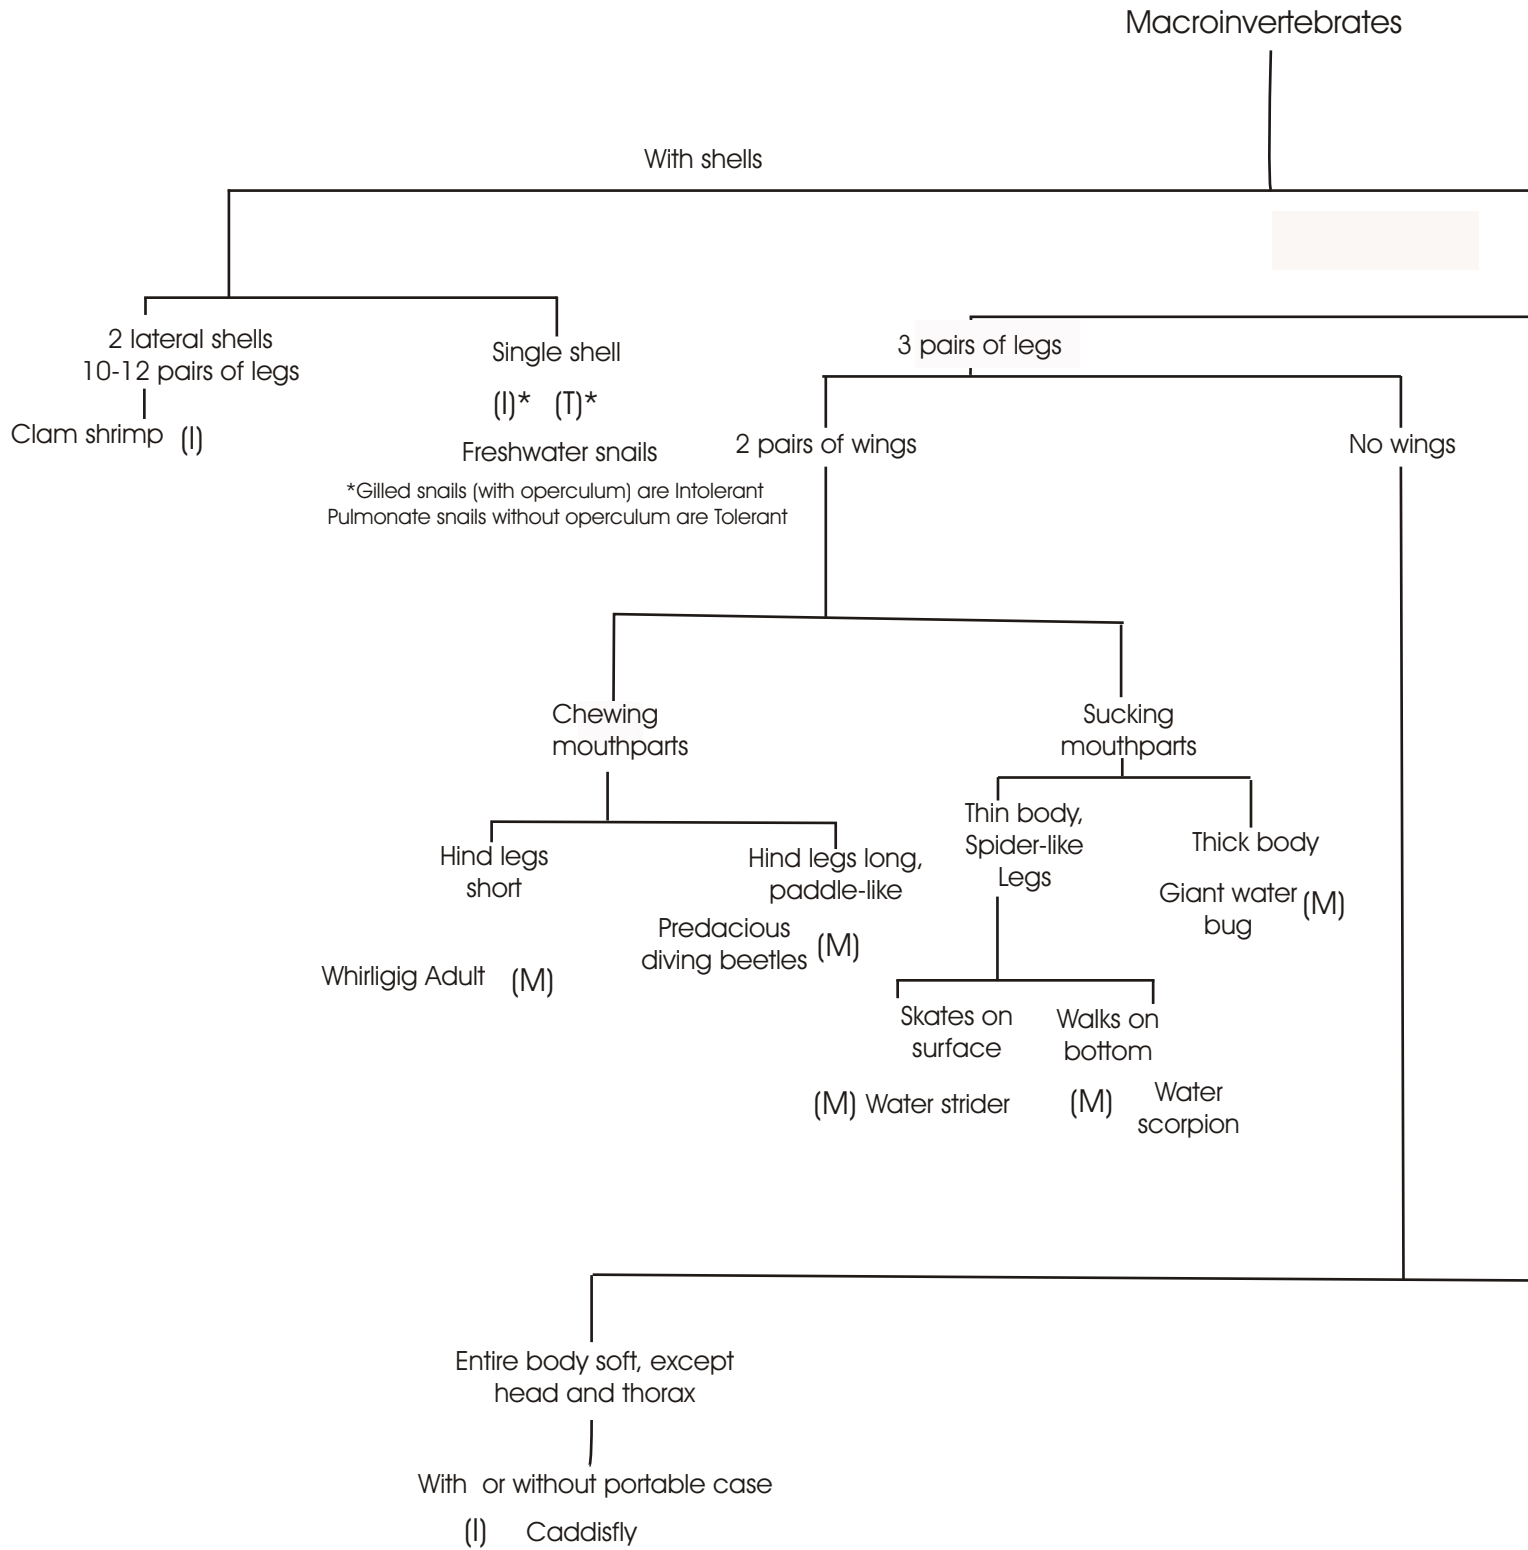 Macroinvertebrates
With shells
2 lateral shells
10-12 pairs of legs
Clam shrimp (I)
Single shell
(I)* (T)*
Freshwater snails
*Gilled snails (with operculum) are Intolerant
Pulmonate snails without operculum are Tolerant
3 pairs of legs
2 pairs of wings
No wings
Chewing
mouthparts
Sucking
mouthparts
Hind legs
short
Whirligig Adult (M)
Hind legs long,
paddle-like
Predacious
diving beetles (M)
Thin body,
Spider-like
Legs
Thick body
Giant water
bug (M)
Skates on
surface
(M) Water strider
Walks on
bottom
(M) Water
scorpion
Entire body soft, except
head and thorax
With or without portable case
(I) Caddisfly